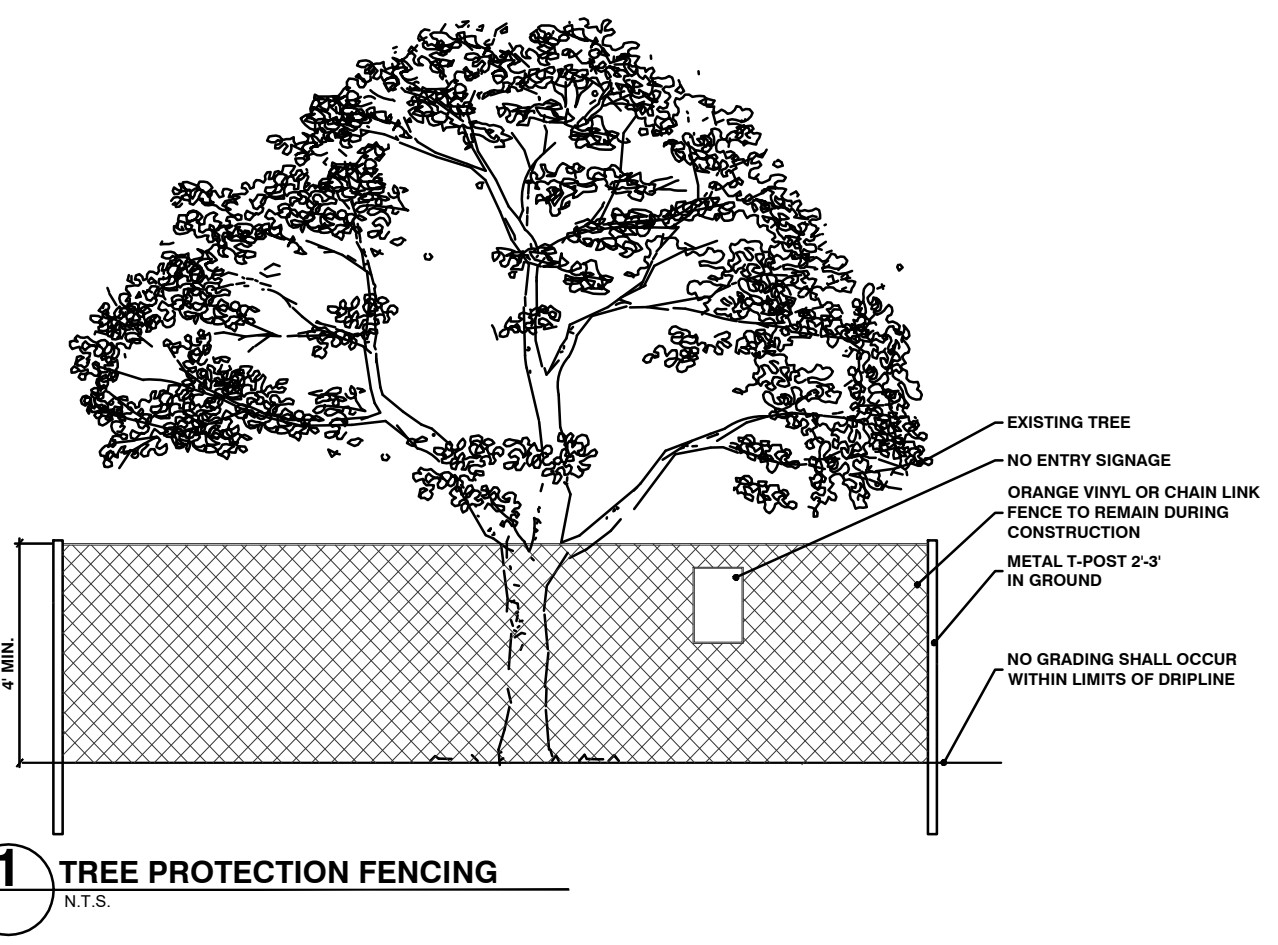 EXISTING TREE
NO ENTRY SIGNAGE
ORANGE VINYL OR CHAIN LINK
FENCE TO REMAIN DURING
CONSTRUCTION
METAL T-POST 2'-3'
IN GROUND
4' MIN.
NO GRADING SHALL OCCUR
WITHIN LIMITS OF DRIPLINE
1
TREE PROTECTION FENCING
N.T.S.